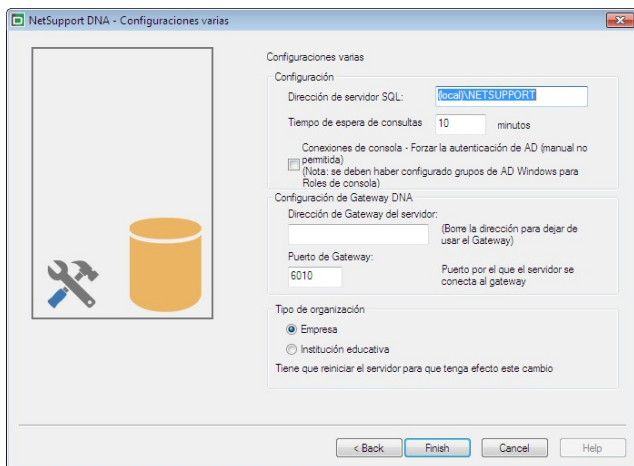 NetSupport DNA - Configuraciones varias
Configuraciones varias
Configuración
Dirección de servidor SQL: (local)\NETSUPPORT
Tiempo de espera de consultas 10 minutos
Conexiones de consola - Forzar la autenticación de AD (manual no
permitida)
(Nota: se deben haber configurado grupos de AD Windows para
Roles de consola)
Configuración de Gateway DNA
Dirección de Gateway del servidor:
(Borre la dirección para dejar de
usar el Gateway)
Puerto de Gateway:
6010 Puerto por el que el servidor se
conecta al gateway
Tipo de organización
Empresa
Institución educativa
Tiene que reiniciar el servidor para que tenga efecto este cambio
< Back Finish Cancel Help